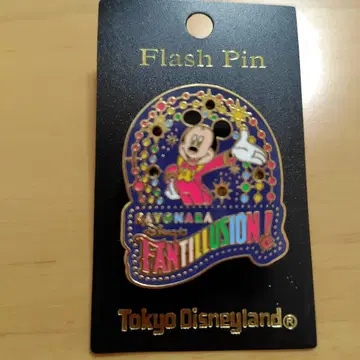 Flash Pin
SAYONARA
Disney's
FANTILLUSION!
Tokyo Disneyland®